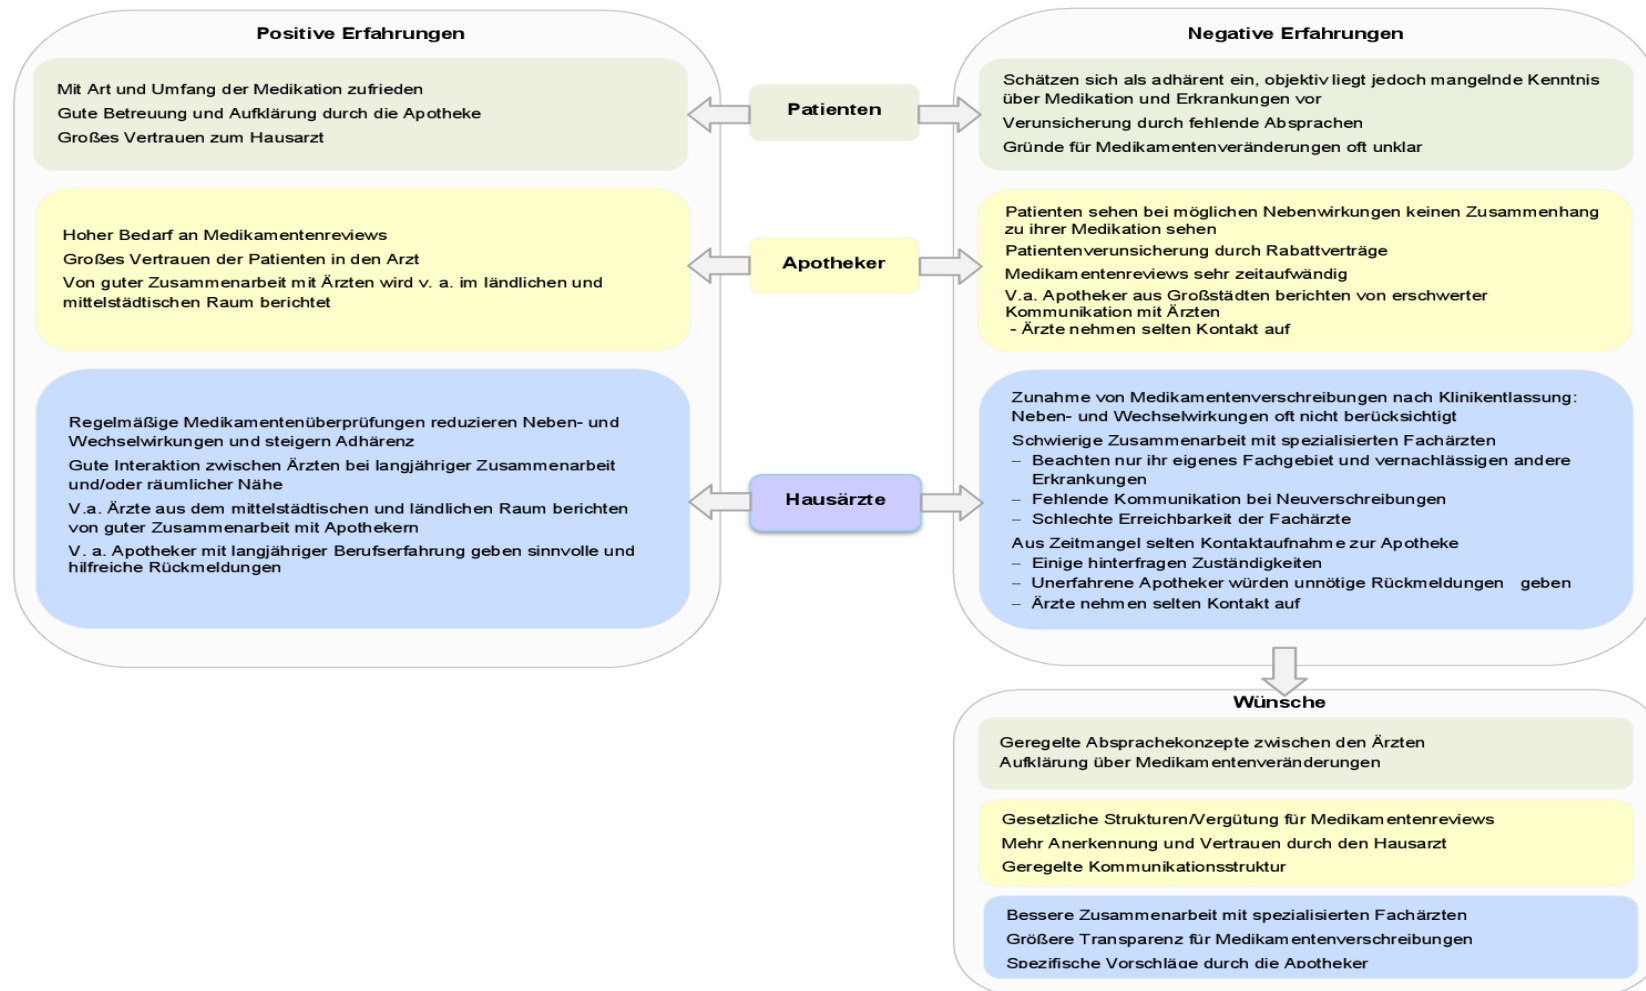 Positive Erfahrungen
Mit Art und Umfang der Medikation zufrieden
Gute Betreuung und Aufklärung durch die Apotheke
Großes Vertrauen zum Hausarzt
Hoher Bedarf an Medikamentenreviews
Großes Vertrauen der Patienten in den Arzt
Von guter Zusammenarbeit mit Ärzten wird v. a. im ländlichen und
mittelstädtischen Raum berichtet
Regelmäßige Medikamentenüberprüfungen reduzieren Neben- und
Wechselwirkungen und steigern Adhärenz
Gute Interaktion zwischen Ärzten bei langjähriger Zusammenarbeit
und/oder räumlicher Nähe
V.a. Ärzte aus dem mittelstädtischen und ländlichen Raum berichten
von guter Zusammenarbeit mit Apothekern
V. a. Apotheker mit langjähriger Berufserfahrung geben sinnvolle und
hilfreiche Rückmeldungen
Patienten
Apotheker
Hausärzte
Negative Erfahrungen
Schätzen sich als adhärent ein, objektiv liegt jedoch mangelnde Kenntnis
über Medikation und Erkrankungen vor
Verunsicherung durch fehlende Absprachen
Gründe für Medikamentenveränderungen oft unklar
Patienten sehen bei möglichen Nebenwirkungen keinen Zusammenhang
zu ihrer Medikation sehen
Patientenverunsicherung durch Rabattverträge
Medikamentenreviews sehr zeitaufwändig
V.a. Apotheker aus Großstädten berichten von erschwerter
Kommunikation mit Ärzten
- Ärzte nehmen selten Kontakt auf
Zunahme von Medikamentenverschreibungen nach Klinikentlassung:
Neben- und Wechselwirkungen oft nicht berücksichtigt
Schwierige Zusammenarbeit mit spezialisierten Fachärzten
– Beachten nur ihr eigenes Fachgebiet und vernachlässigen andere
Erkrankungen
– Fehlende Kommunikation bei Neuverschreibungen
– Schlechte Erreichbarkeit der Fachärzte
Aus Zeitmangel selten Kontaktaufnahme zur Apotheke
– Einige hinterfragen Zuständigkeiten
– Unerfahrene Apotheker würden unnötige Rückmeldungen geben
– Ärzte nehmen selten Kontakt auf
Wünsche
Geregelte Absprachekonzepte zwischen den Ärzten
Aufklärung über Medikamentenveränderungen
Gesetzliche Strukturen/Vergütung für Medikamentenreviews
Mehr Anerkennung und Vertrauen durch den Hausarzt
Geregelte Kommunikationsstruktur
Bessere Zusammenarbeit mit spezialisierten Fachärzten
Größere Transparenz für Medikamentenverschreibungen
Spezifische Vorschläge durch die Apotheker